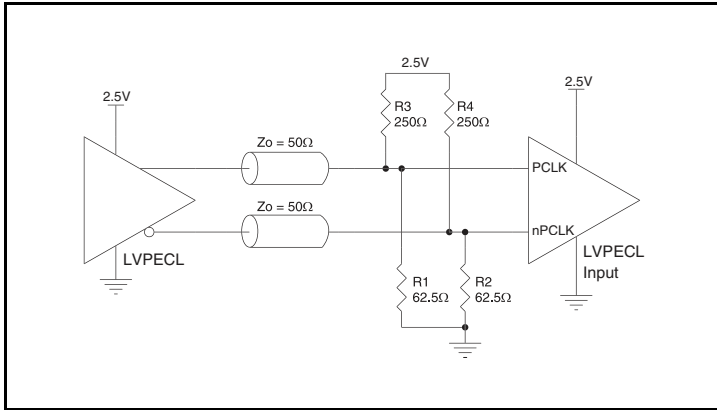 2.5V
2.5V
2.5V
R3
250Ω
R4
250Ω
Zo = 50Ω
PCLK
Zo = 50Ω
nPCLK
LVPECL
LVPECL
Input
R1
62.5Ω
R2
62.5Ω